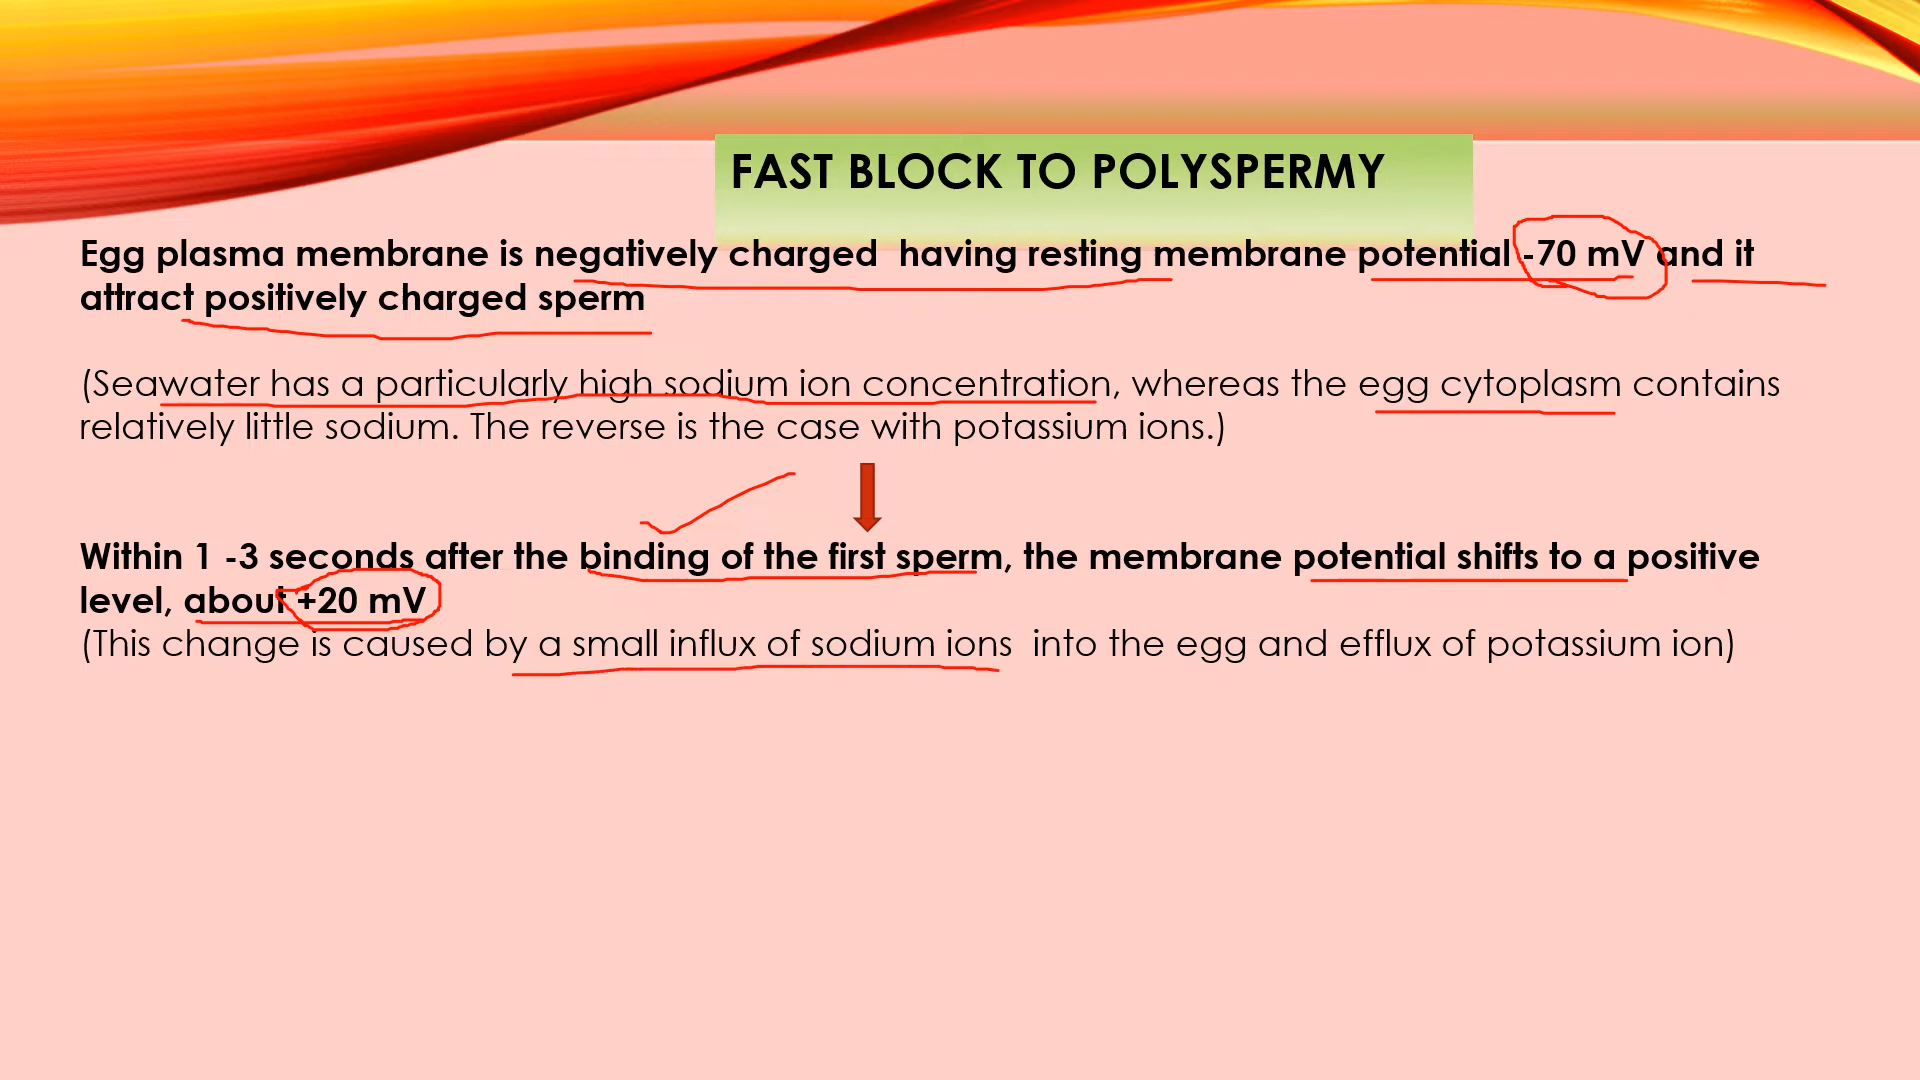 FAST BLOCK TO POLYSPERMY
Egg plasma membrane is negatively charged  having resting membrane potential -70 mV and it
attract positively charged sperm
(Seawater has a particularly high sodium ion concentration, whereas the egg cytoplasm contains
relatively little sodium. The reverse is the case with potassium ions.)
Within 1 -3 seconds after the binding of the first sperm, the membrane potential shifts to a positive
level, about +20 mV
(This change is caused by a small influx of sodium ions  into the egg and efflux of potassium ion)